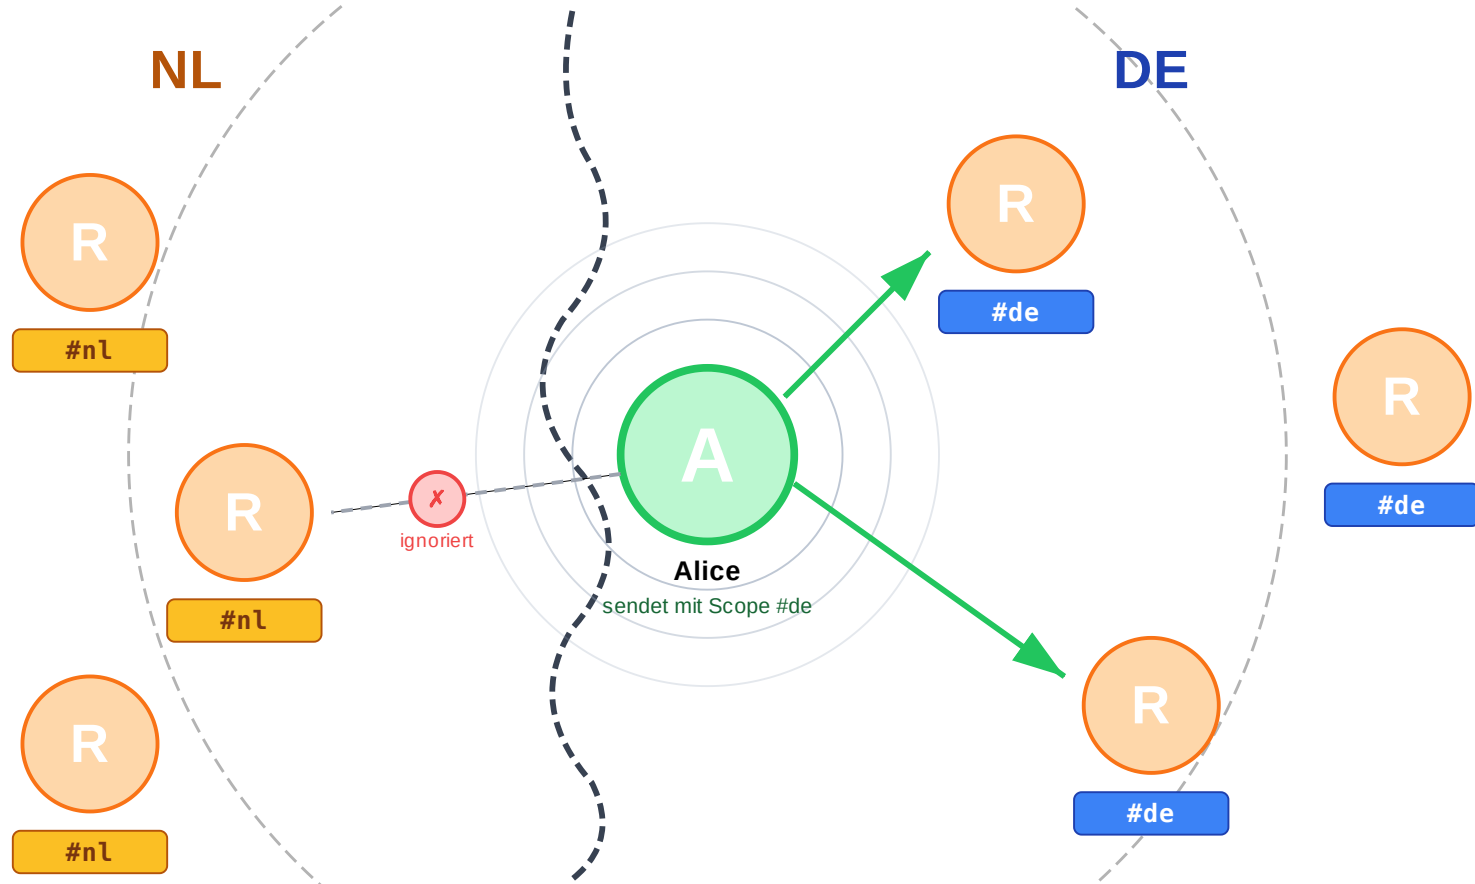 NL
DE
R
#nl
R
#de
R
#de
A
R
#nl
✗
ignoriert
Alice
sendet mit Scope #de
R
#nl
R
#de